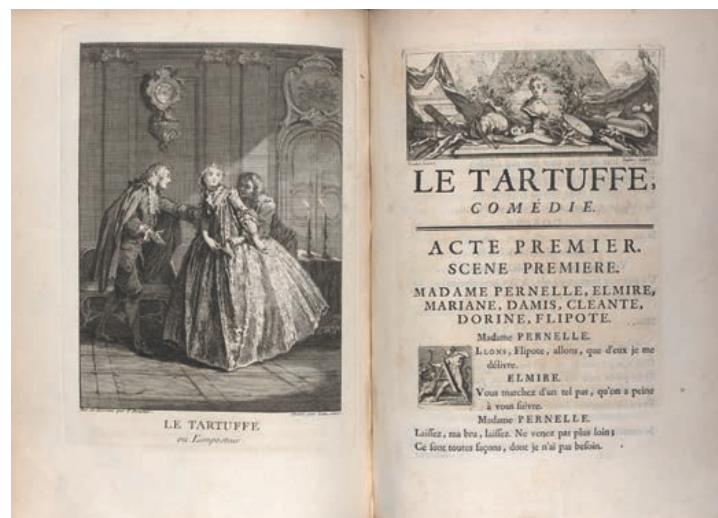 LE TARTUFFE
ou L'imposteur
LE TARTUFFE,
COMÉDIE.
ACTE PREMIER.
SCENE PREMIERE.
MADAME PERNELLE, ELMIRE,
MARIANE, DAMIS, CLEANTE,
DORINE, FLIPOTE.
Madame PERNELLE.
ALLONS, Flipote, allons, que d'eux je me
délivre.
ELMIRE.
Vous marchez d'un tel pas, qu'on a peine
à vous suivre.
Madame PERNELLE.
Laissez, ma bru, laissez. Ne venez pas plus loin;
Ce sont toutes façons, dont je n'ai pas besoin.